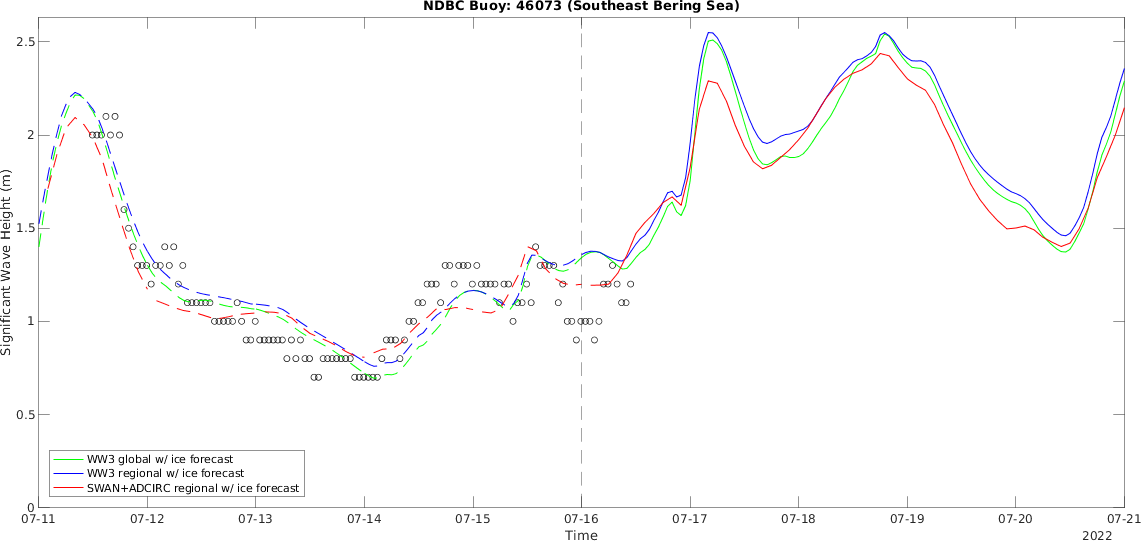 NDBC Buoy: 46073 (Southeast Bering Sea)
Significant Wave Height (m)
2.5
2
1.5
1
0.5
0
WW3 global w/ ice forecast
WW3 regional w/ ice forecast
SWAN+ADCIRC regional w/ ice forecast
07-11 07-12 07-13 07-14 07-15 07-16 07-17 07-18 07-19 07-20 07-21
Time
2022